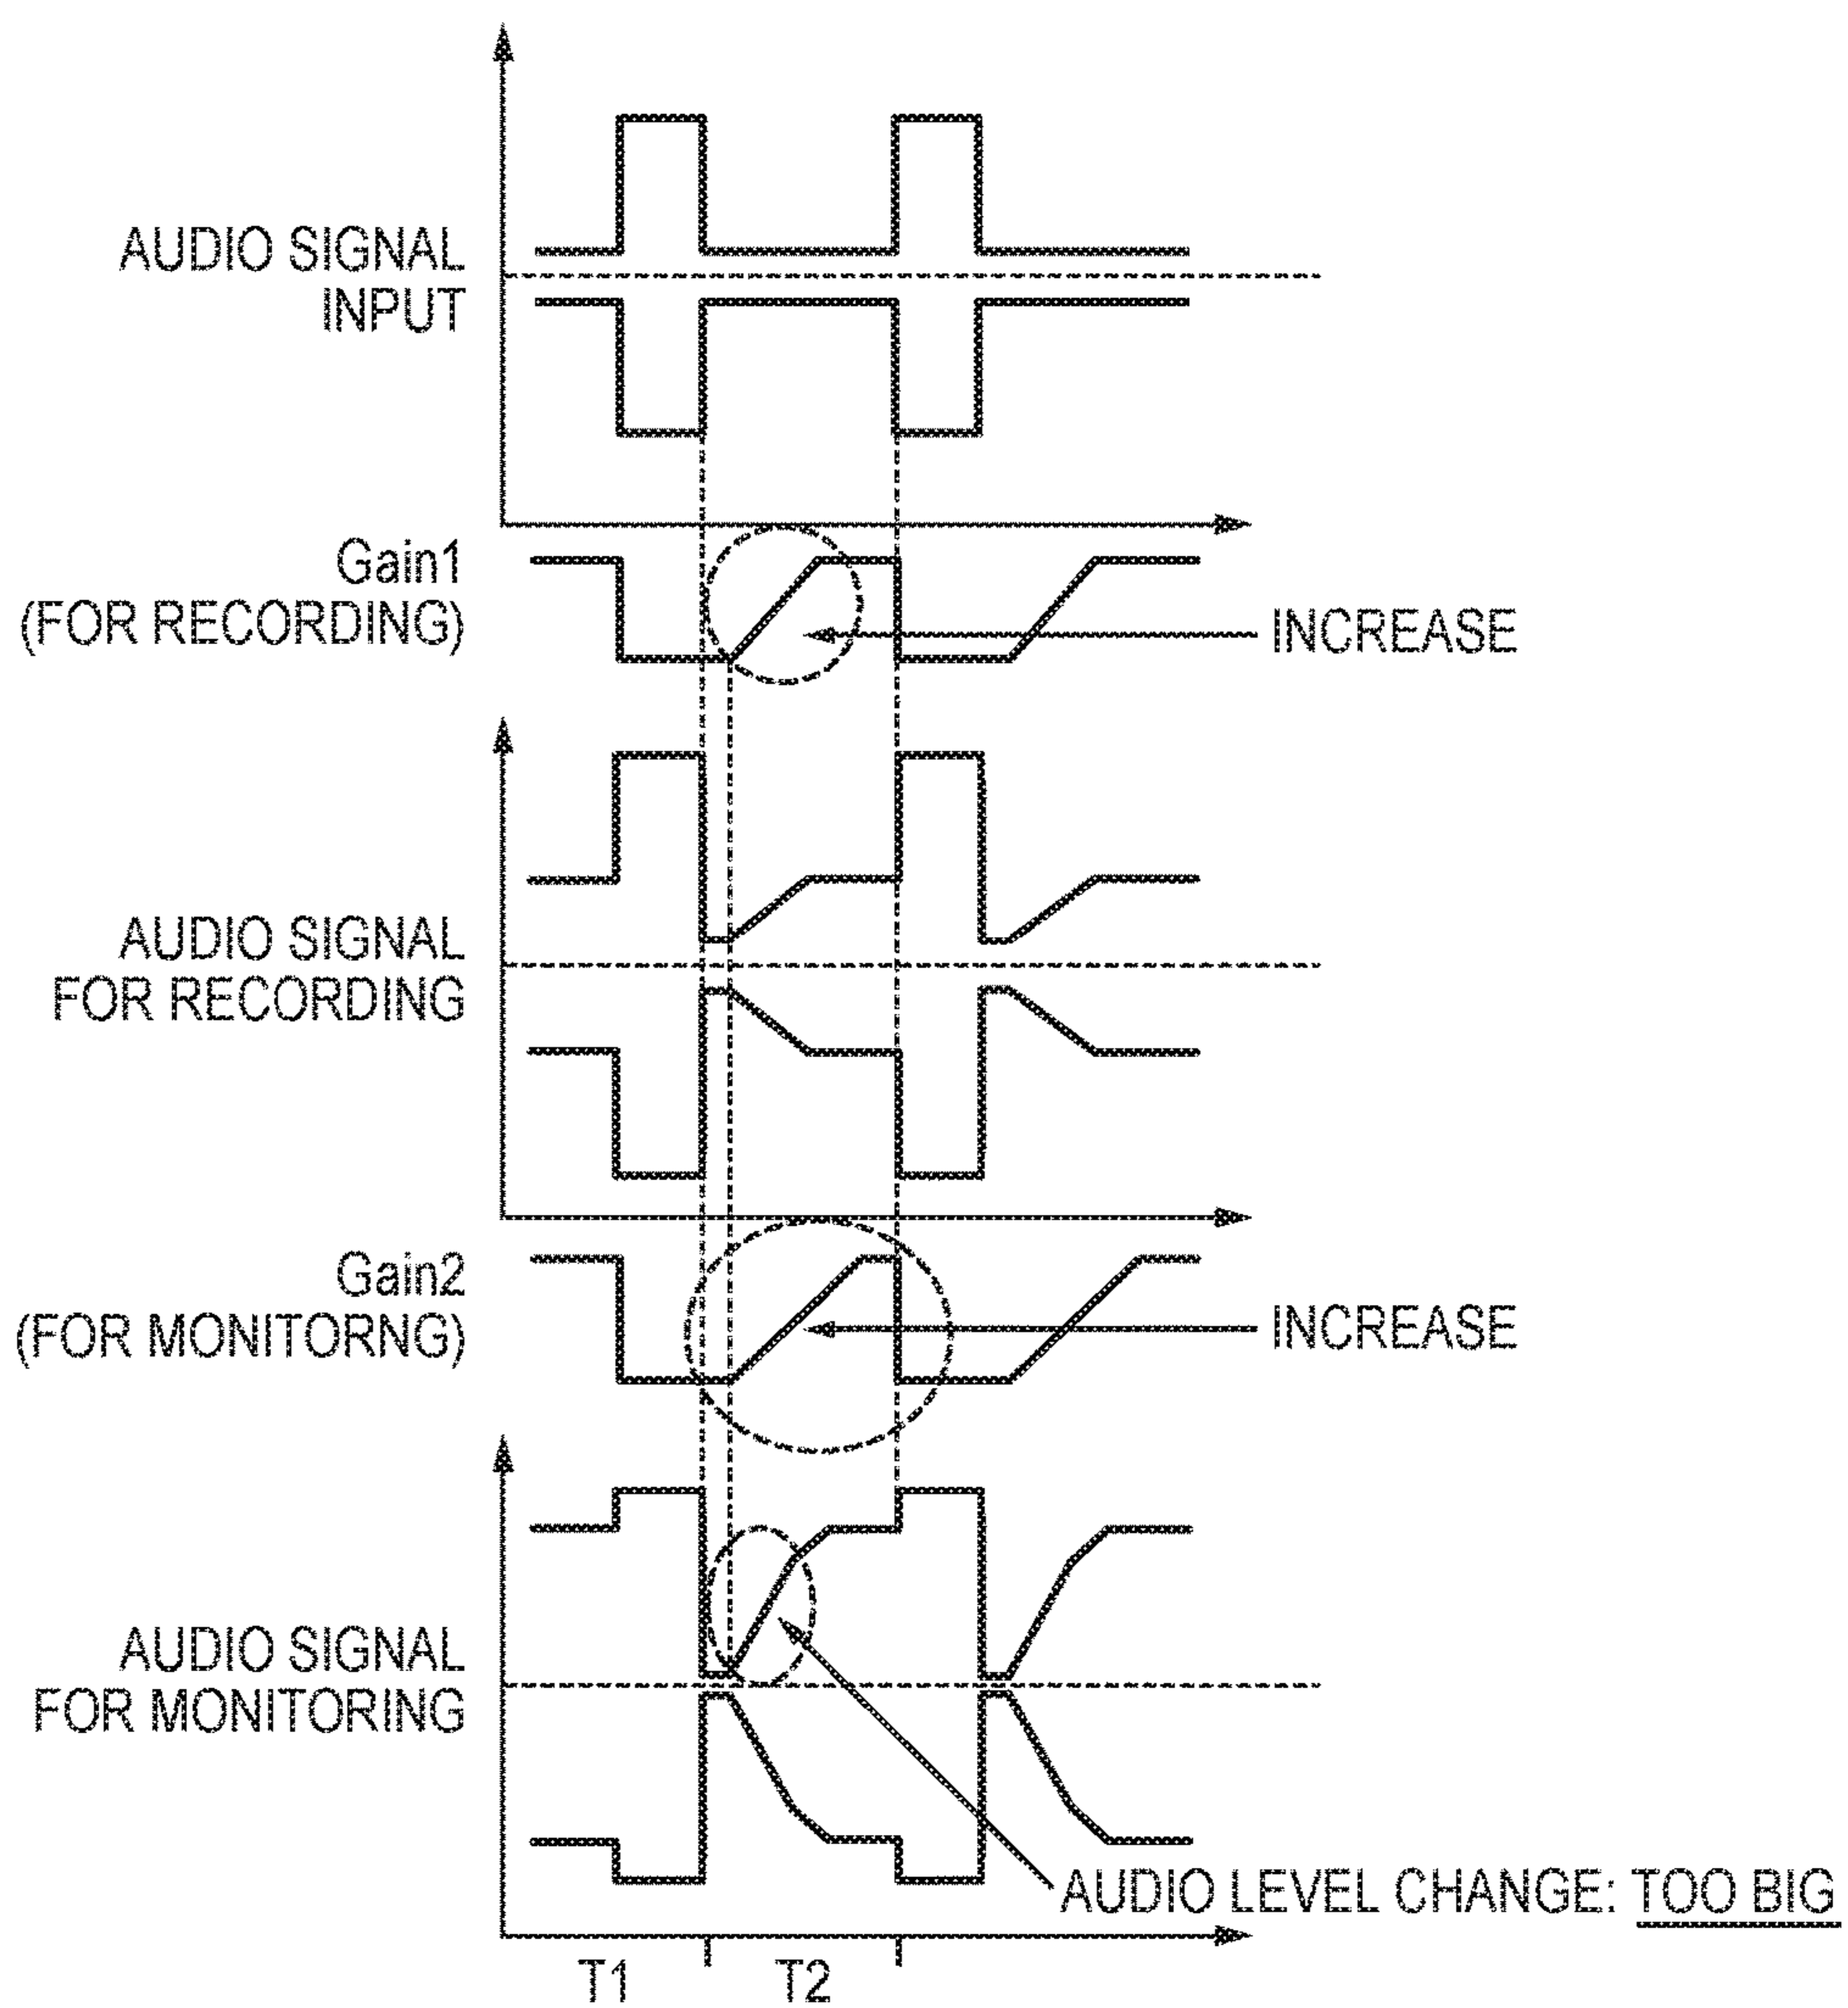 AUDIO SIGNAL
INPUT
Gain1
(FOR RECORDING)
INCREASE
AUDIO SIGNAL
FOR RECORDING
Gain2
(FOR MONITORNG)
INCREASE
AUDIO SIGNAL
FOR MONITORING
AUDIO LEVEL CHANGE: TOO BIG
T1
T2